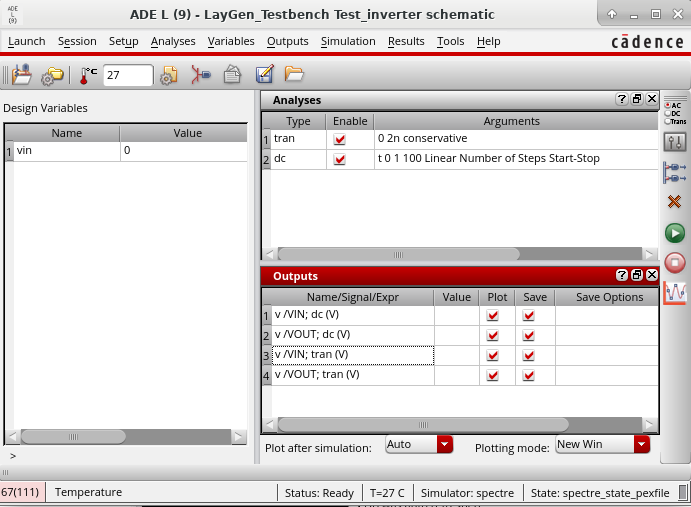 ADE L (9) - LayGen_Testbench Test_inverter schematic
ADE
L
(9)
Launch Session Setup Analyses Variables Outputs Simulation Results Tools Help
cādence
°C 27
Design Variables
Name Value
1 vin 0
>
Analyses
Type Enable Arguments
1 tran 0 2n conservative
2 dc t 0 1 100 Linear Number of Steps Start-Stop
Outputs
Name/Signal/Expr Value Plot Save Save Options
1 v /VIN; dc (V)
2 v /VOUT; dc (V)
3 v /VIN; tran (V)
4 v /VOUT; tran (V)
Plot after simulation: Auto Plotting mode: New Win
AC
DC
Trans
67(111) Temperature Status: Ready T=27 C Simulator: spectre State: spectre_state_pexfile